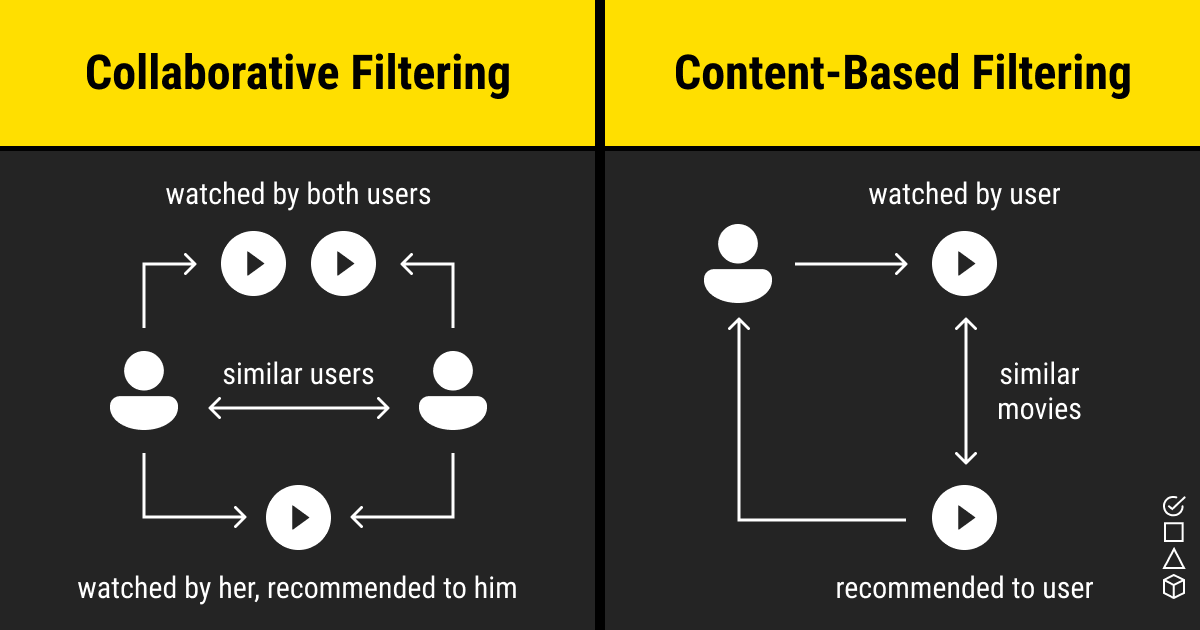 Collaborative Filtering
watched by both users
similar users
watched by her, recommended to him
Content-Based Filtering
watched by user
similar
movies
recommended to user